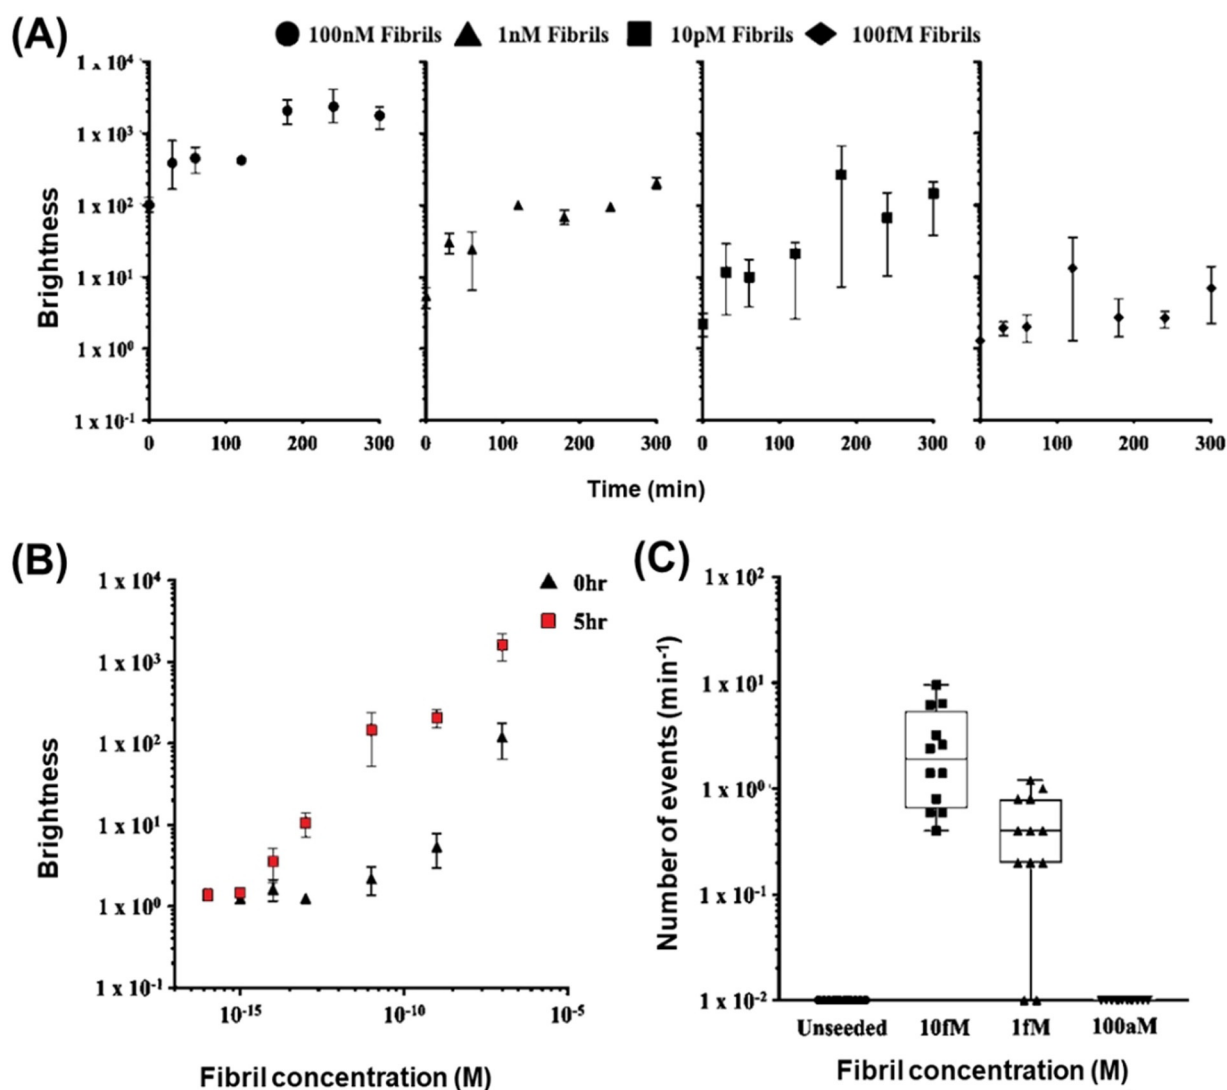 (A)
100nM Fibrils 1nM Fibrils 10pM Fibrils 100fM Fibrils
1 x 10⁴
1 x 10³
1 x 10²
1 x 10¹
1 x 10⁰
1 x 10⁻¹
Brightness
0 100 200 300 0 100 200 300 0 100 200 300 0 100 200 300
Time (min)
(B)
0hr
5hr
1 x 10⁴
1 x 10³
1 x 10²
1 x 10¹
1 x 10⁰
1 x 10⁻¹
Brightness
10⁻¹⁵ 10⁻¹⁰ 10⁻⁵
Fibril concentration (M)
(C)
1 x 10²
1 x 10¹
1 x 10⁰
1 x 10⁻¹
1 x 10⁻²
Number of events (min⁻¹)
Unseeded 10fM 1fM 100aM
Fibril concentration (M)